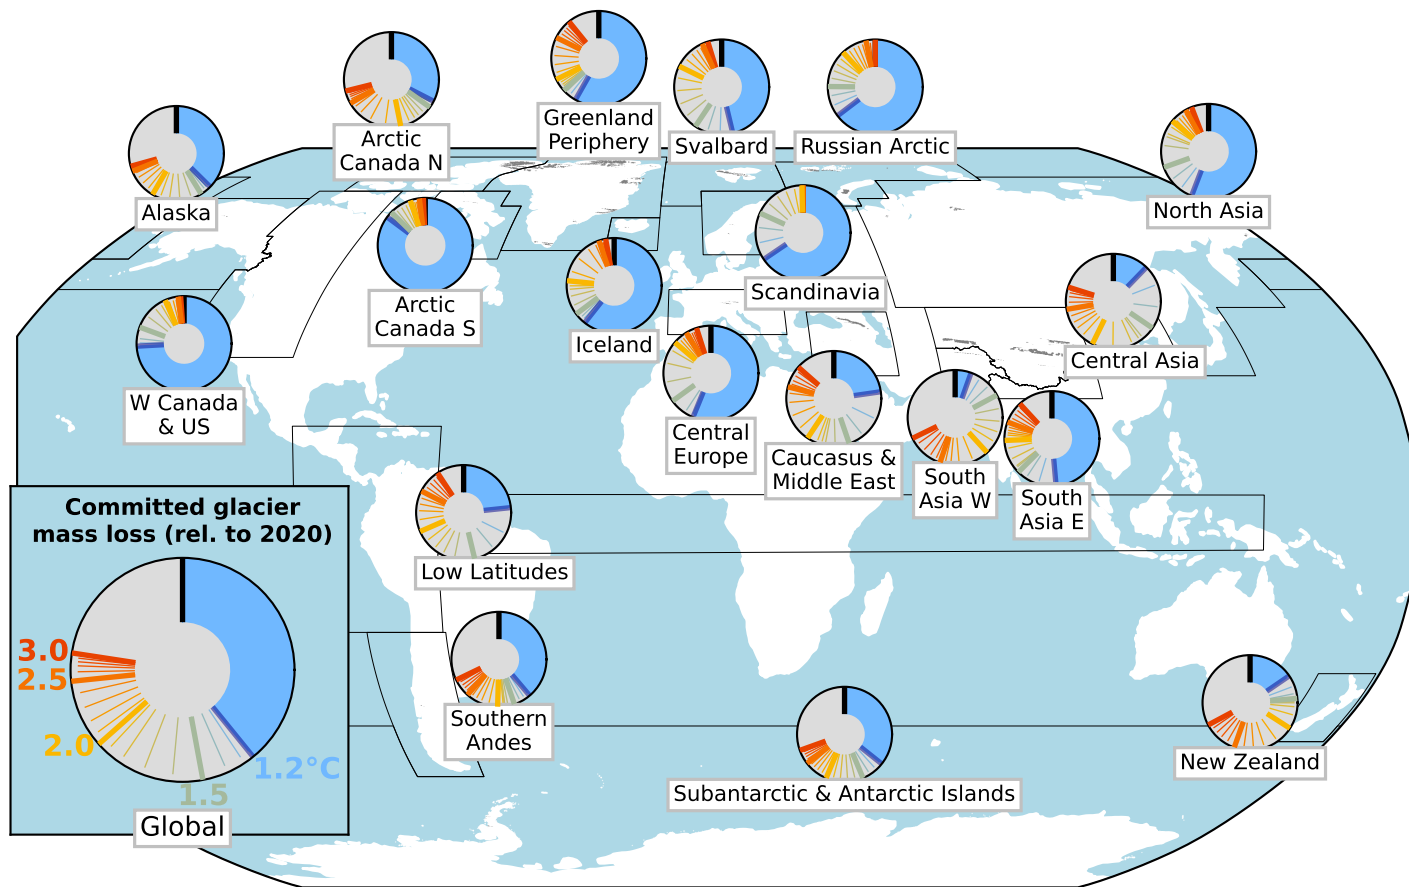 Greenland
Periphery
Arctic
Canada N
Svalbard
Russian Arctic
Alaska
North Asia
Arctic
Canada S
Scandinavia
Iceland
Central Asia
W Canada
& US
Central
Europe
Caucasus &
Middle East
South
Asia W
South
Asia E
Low Latitudes
Committed glacier
mass loss (rel. to 2020)
3.0
2.5
2.0
1.2°C
1.5
Global
Southern
Andes
New Zealand
Subantarctic & Antarctic Islands